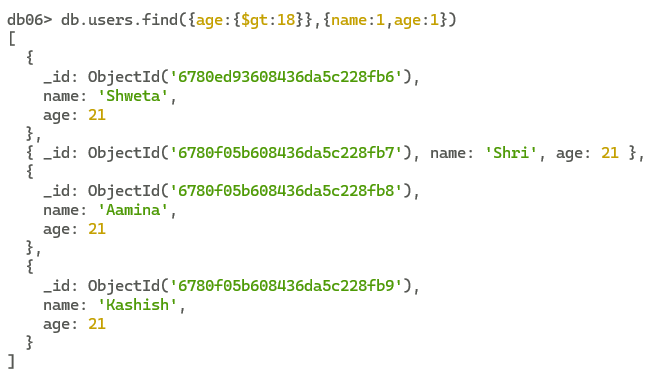 db06> db.users.find({age:{$gt:18}},{name:1,age:1})
[
  {
    _id: ObjectId('6780ed93608436da5c228fb6'),
    name: 'Shweta',
    age: 21
  },
  { _id: ObjectId('6780f05b608436da5c228fb7'), name: 'Shri', age: 21 },
  {
    _id: ObjectId('6780f05b608436da5c228fb8'),
    name: 'Aamina',
    age: 21
  },
  {
    _id: ObjectId('6780f05b608436da5c228fb9'),
    name: 'Kashish',
    age: 21
  }
]